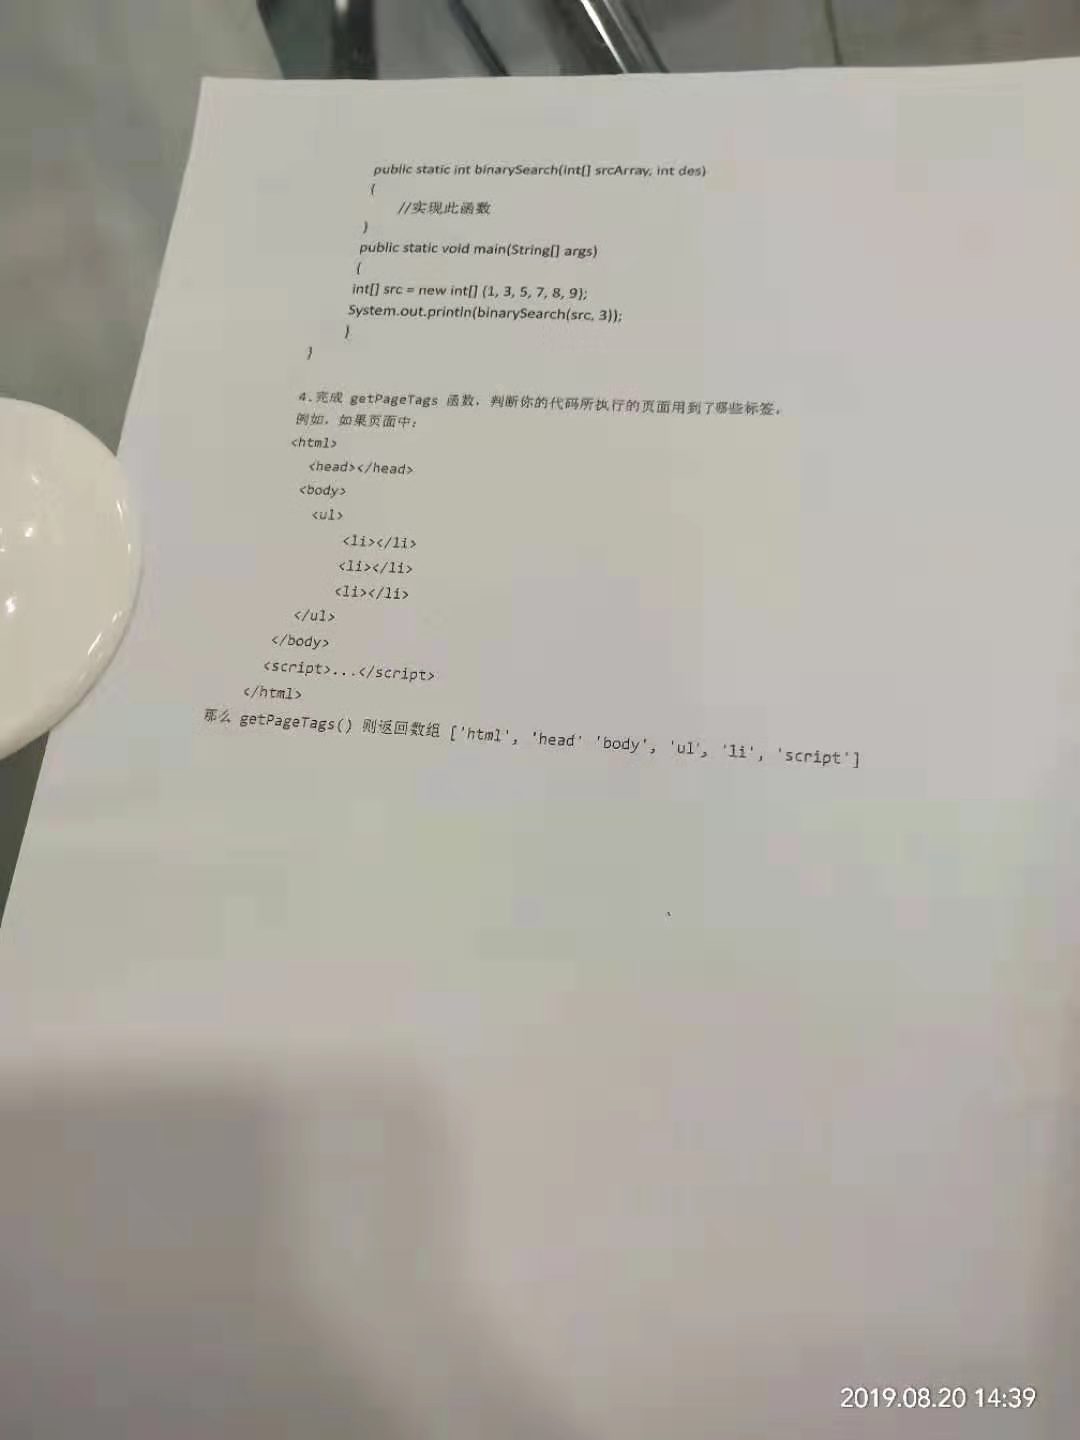 public static int binarySearch(int[] srcArray, int des)
{
//实现此函数
}
public static void main(String[] args)
{
int[] src = new int[] {1, 3, 5, 7, 8, 9};
System.out.println(binarySearch(src, 3));
}
}
4.完成 getPageTags 函数，判断你的代码所执行的页面用到了哪些标签，
例如，如果页面中：
<html>
<head></head>
<body>
<ul>
<li></li>
<li></li>
<li></li>
</ul>
</body>
<script>...</script>
</html>
那么 getPageTags() 则返回数组 ['html', 'head' 'body', 'ul', 'li', 'script']
2019.08.20 14:39